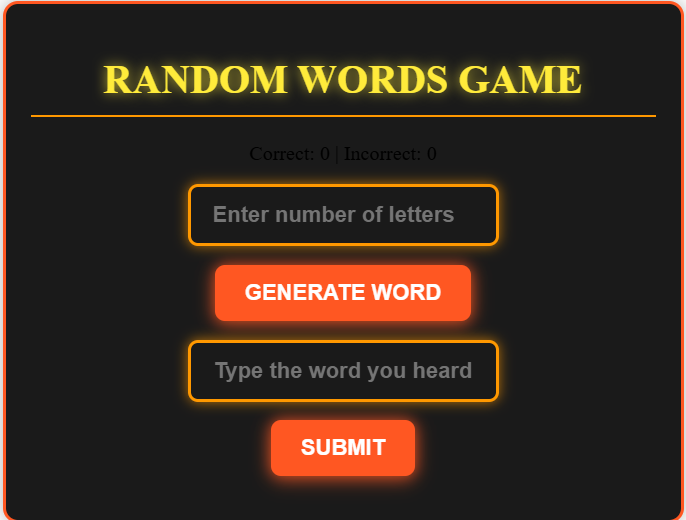 RANDOM WORDS GAME
Correct: 0 | Incorrect: 0
Enter number of letters
GENERATE WORD
Type the word you heard
SUBMIT